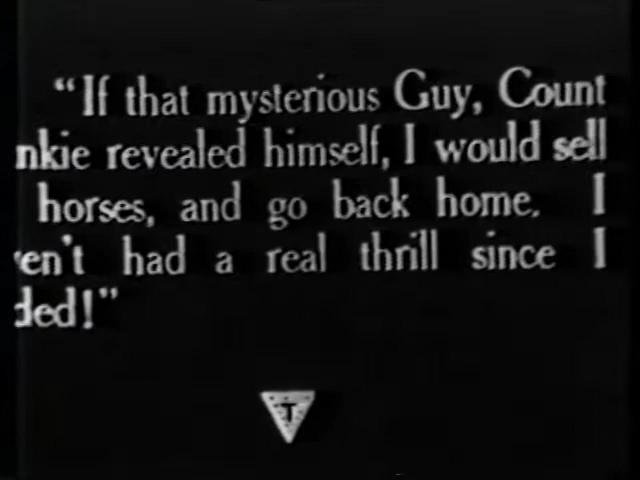 "If that mysterious Guy, Count
nkie revealed himself, I would sell
horses, and go back home. I
en't had a real thrill since I
ded!"
T